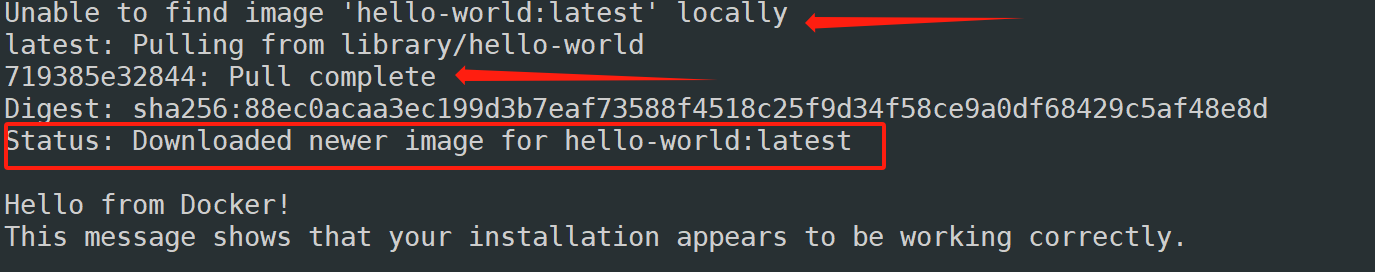 Unable to find image 'hello-world:latest' locally
latest: Pulling from library/hello-world
719385e32844: Pull complete
Digest: sha256:88ec0acaa3ec199d3b7eaf73588f4518c25f9d34f58ce9a0df68429c5af48e8d
Status: Downloaded newer image for hello-world:latest
Hello from Docker!
This message shows that your installation appears to be working correctly.